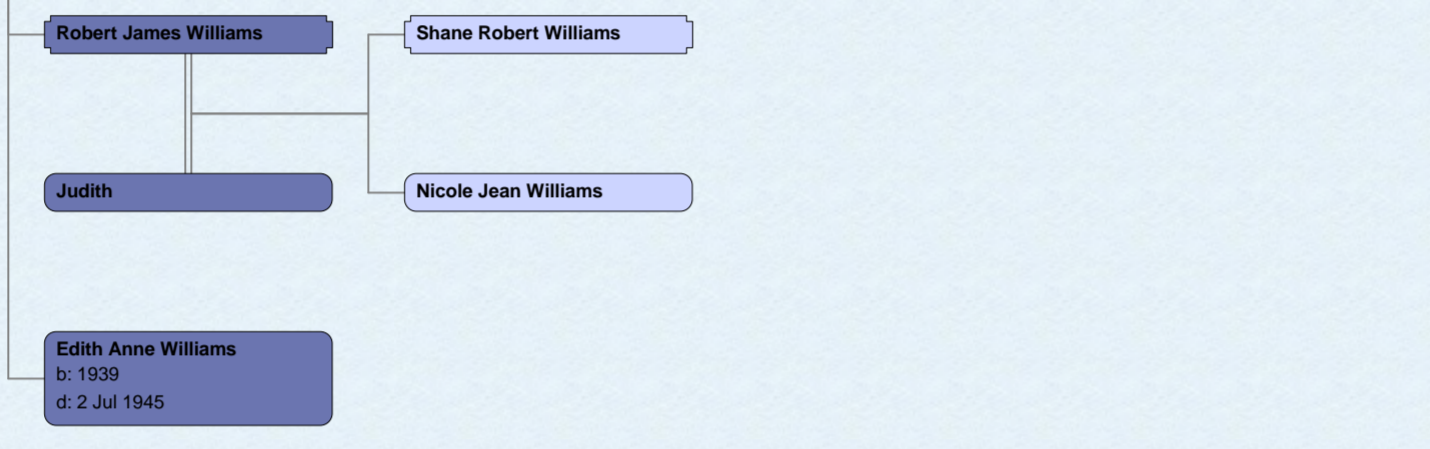 Robert James Williams
Shane Robert Williams
Judith
Nicole Jean Williams
Edith Anne Williams
b: 1939
d: 2 Jul 1945